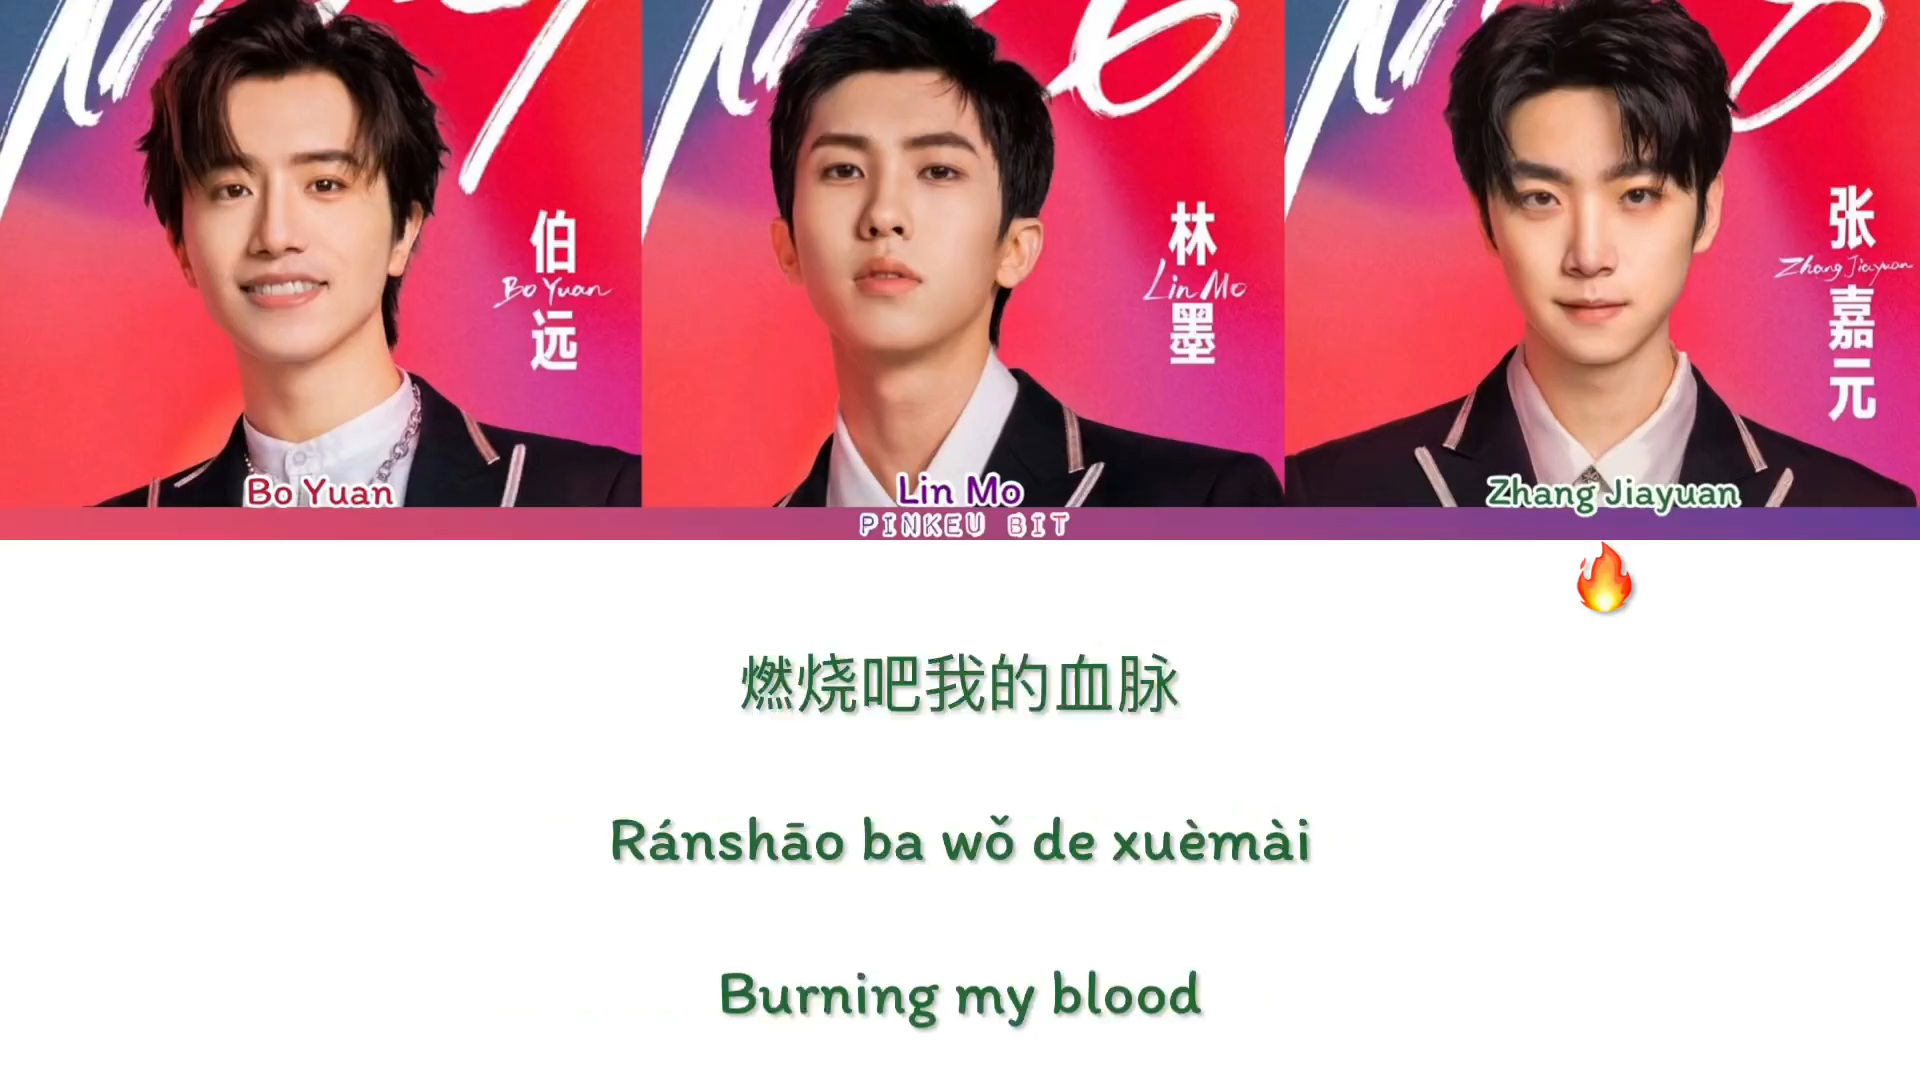 伯远
Bo Yuan
林墨
Lin Mo
张嘉元
Zhang Jiayuan
Bo Yuan
Lin Mo
Zhang Jiayuan
PINKEU BIT
燃烧吧我的血脉
Ránshāo ba wǒ de xuèmài
Burning my blood